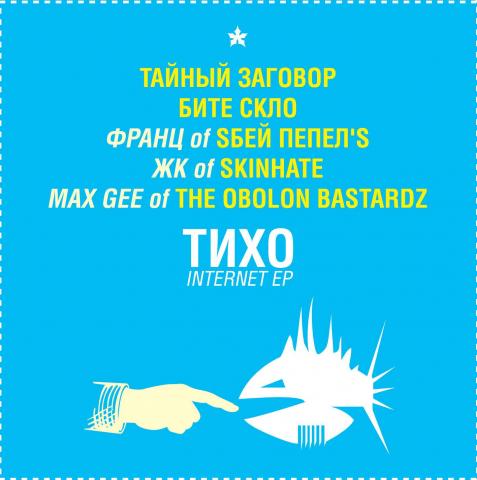 ТАЙНЫЙ ЗАГОВОР
БИТЕ СКЛО
ФРАНЦ of SБЕЙ ПЕПЕЛ'S
ЖК of SKINHATE
MAX GEE of THE OBOLON BASTARDZ
ТИХО
INTERNET EP